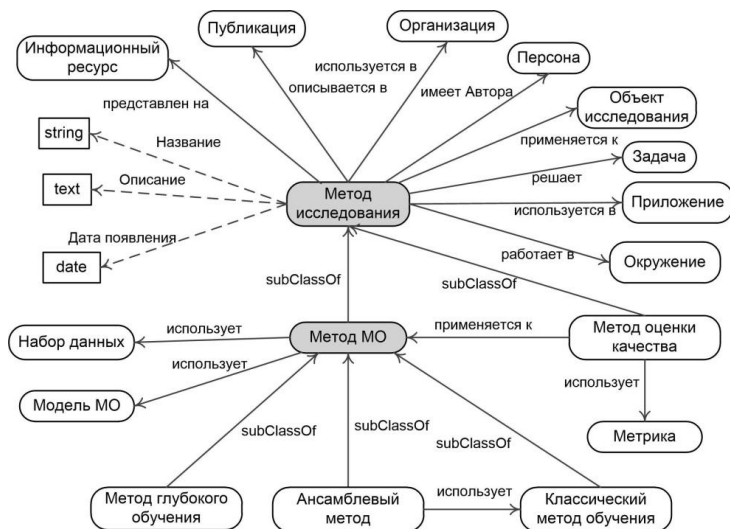 Публикация
Организация
Информационный
ресурс
Персона
используется в
описывается в
имеет Автора
Объект
исследования
представлен на
string
Название
применяется к
Задача
решает
text
Описание
Метод
исследования
Приложение
используется в
Дата появления
date
работает в
Окружение
subClassOf
subClassOf
Набор данных
использует
Метод МО
применяется к
Метод оценки
качества
использует
использует
Модель МО
Метрика
subClassOf
subClassOf
subClassOf
Метод глубокого
обучения
Ансамблевый
метод
использует
Классический
метод обучения